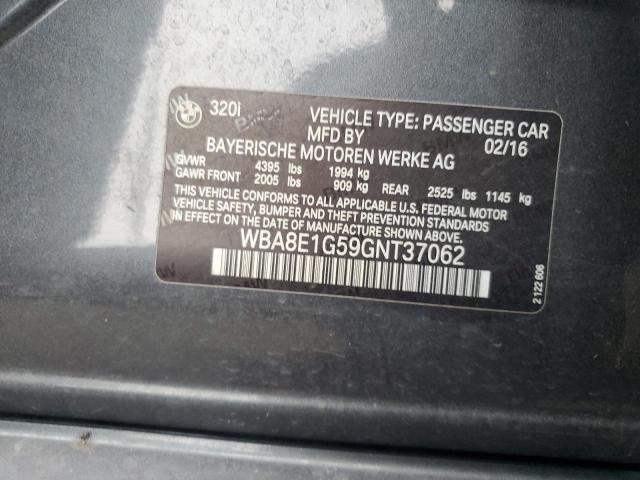 320i VEHICLE TYPE: PASSENGER CAR
MFD BY 02/16
BAYERISCHE MOTOREN WERKE AG
GVWR 4395 lbs 1994 kg
GAWR FRONT 2005 lbs 909 kg REAR 2525 lbs 1145 kg
THIS VEHICLE CONFORMS TO ALL APPLICABLE U.S. FEDERAL MOTOR
VEHICLE SAFETY, BUMPER AND THEFT PREVENTION STANDARDS
IN EFFECT ON THE DATE OF MANUFACTURE SHOWN ABOVE.
WBA8E1G59GNT37062
2 122 606